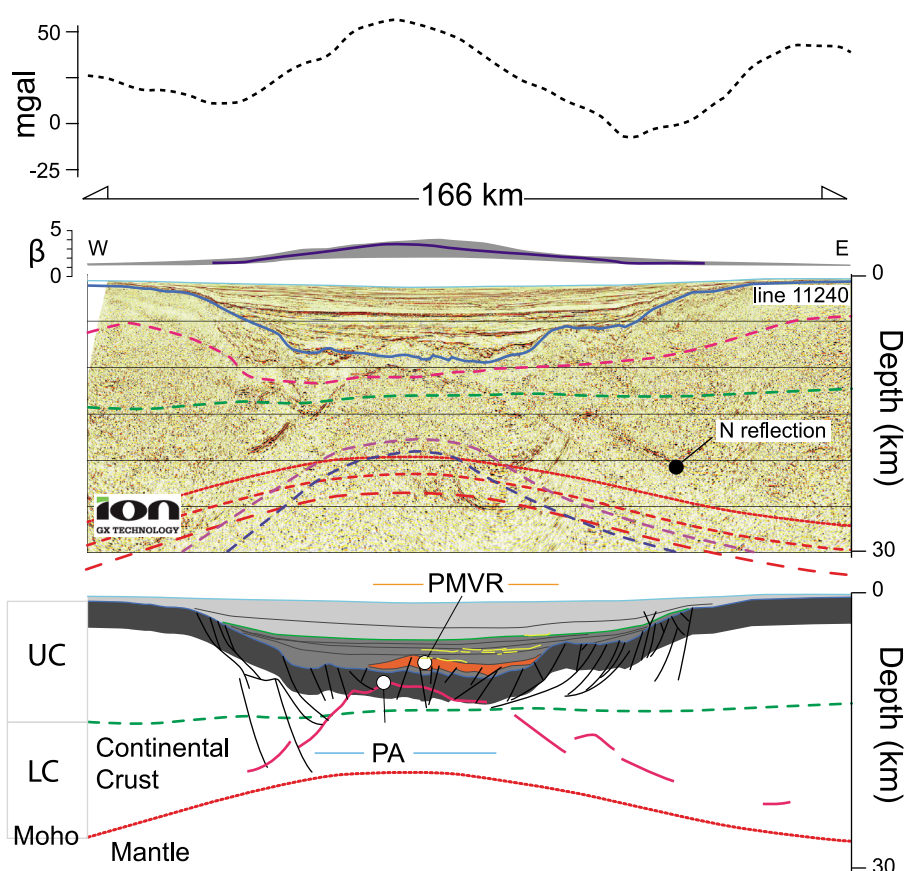 50
mgal
0
-25
166 km
5
β
0
W
E
0
line 11240
Depth (km)
N reflection
ion
GX TECHNOLOGY
30
0
PMVR
UC
Depth (km)
PA
Continental
Crust
LC
Moho
Mantle
30